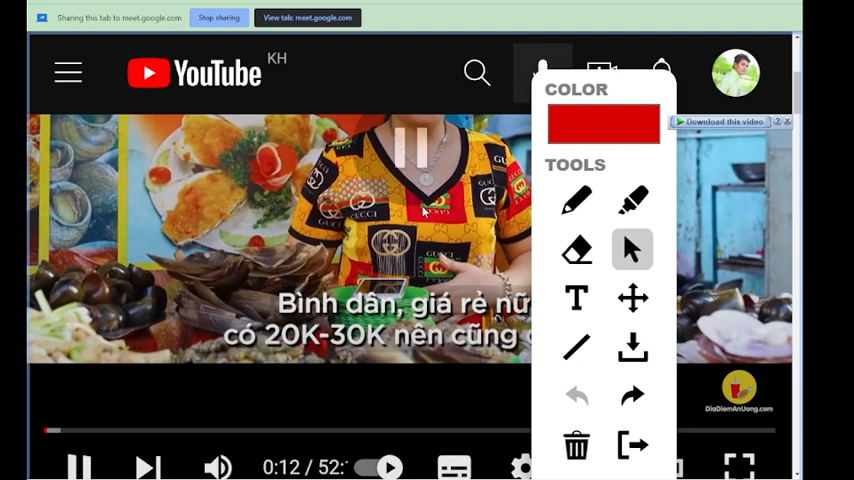 Sharing this tab to meet.google.com
Stop sharing
View tab: meet.google.com
YouTube KH
COLOR
Download this video
TOOLS
GUCCI
Bình dân, giá rẻ nữ
có 20K-30K nên cũng
DiaDiemAnUong.com
0:12 / 52: